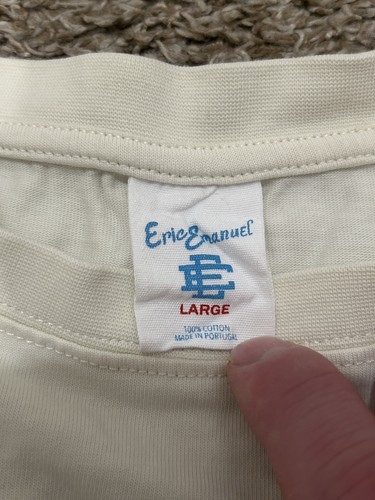 Eric Emanuel
EE
LARGE
100% COTTON
MADE IN PORTUGAL